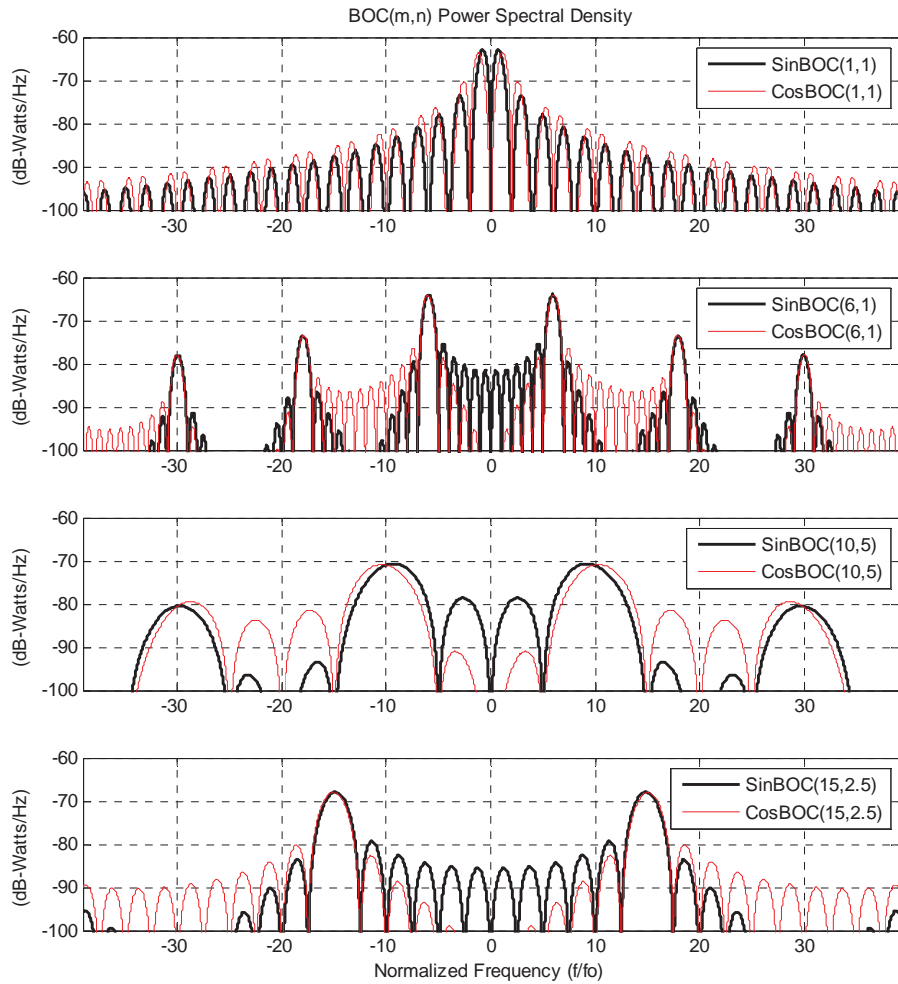 BOC(m,n) Power Spectral Density
-60
-70
-80
-90
-100
(dB-Watts/Hz)
SinBOC(1,1)
CosBOC(1,1)
-30 -20 -10 0 10 20 30
-60
-70
-80
-90
-100
(dB-Watts/Hz)
SinBOC(6,1)
CosBOC(6,1)
-30 -20 -10 0 10 20 30
-60
-70
-80
-90
-100
(dB-Watts/Hz)
SinBOC(10,5)
CosBOC(10,5)
-30 -20 -10 0 10 20 30
-60
-70
-80
-90
-100
(dB-Watts/Hz)
SinBOC(15,2.5)
CosBOC(15,2.5)
-30 -20 -10 0 10 20 30
Normalized Frequency (f/fo)